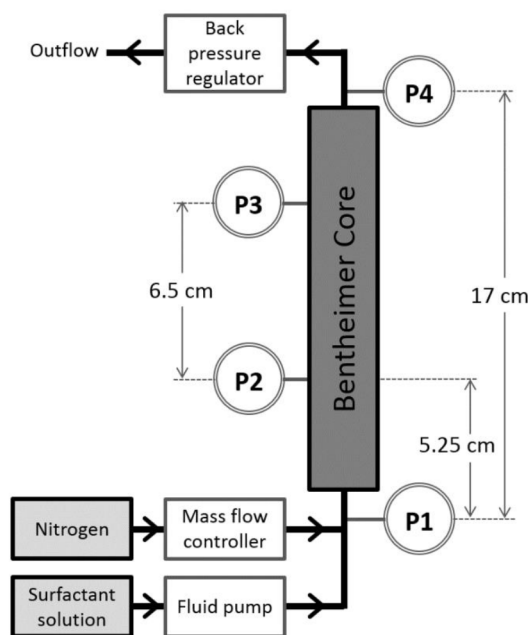 Outflow
Back
pressure
regulator
P4
P3
6.5 cm
Bentheimer Core
17 cm
P2
5.25 cm
P1
Nitrogen
Mass flow
controller
Surfactant
solution
Fluid pump